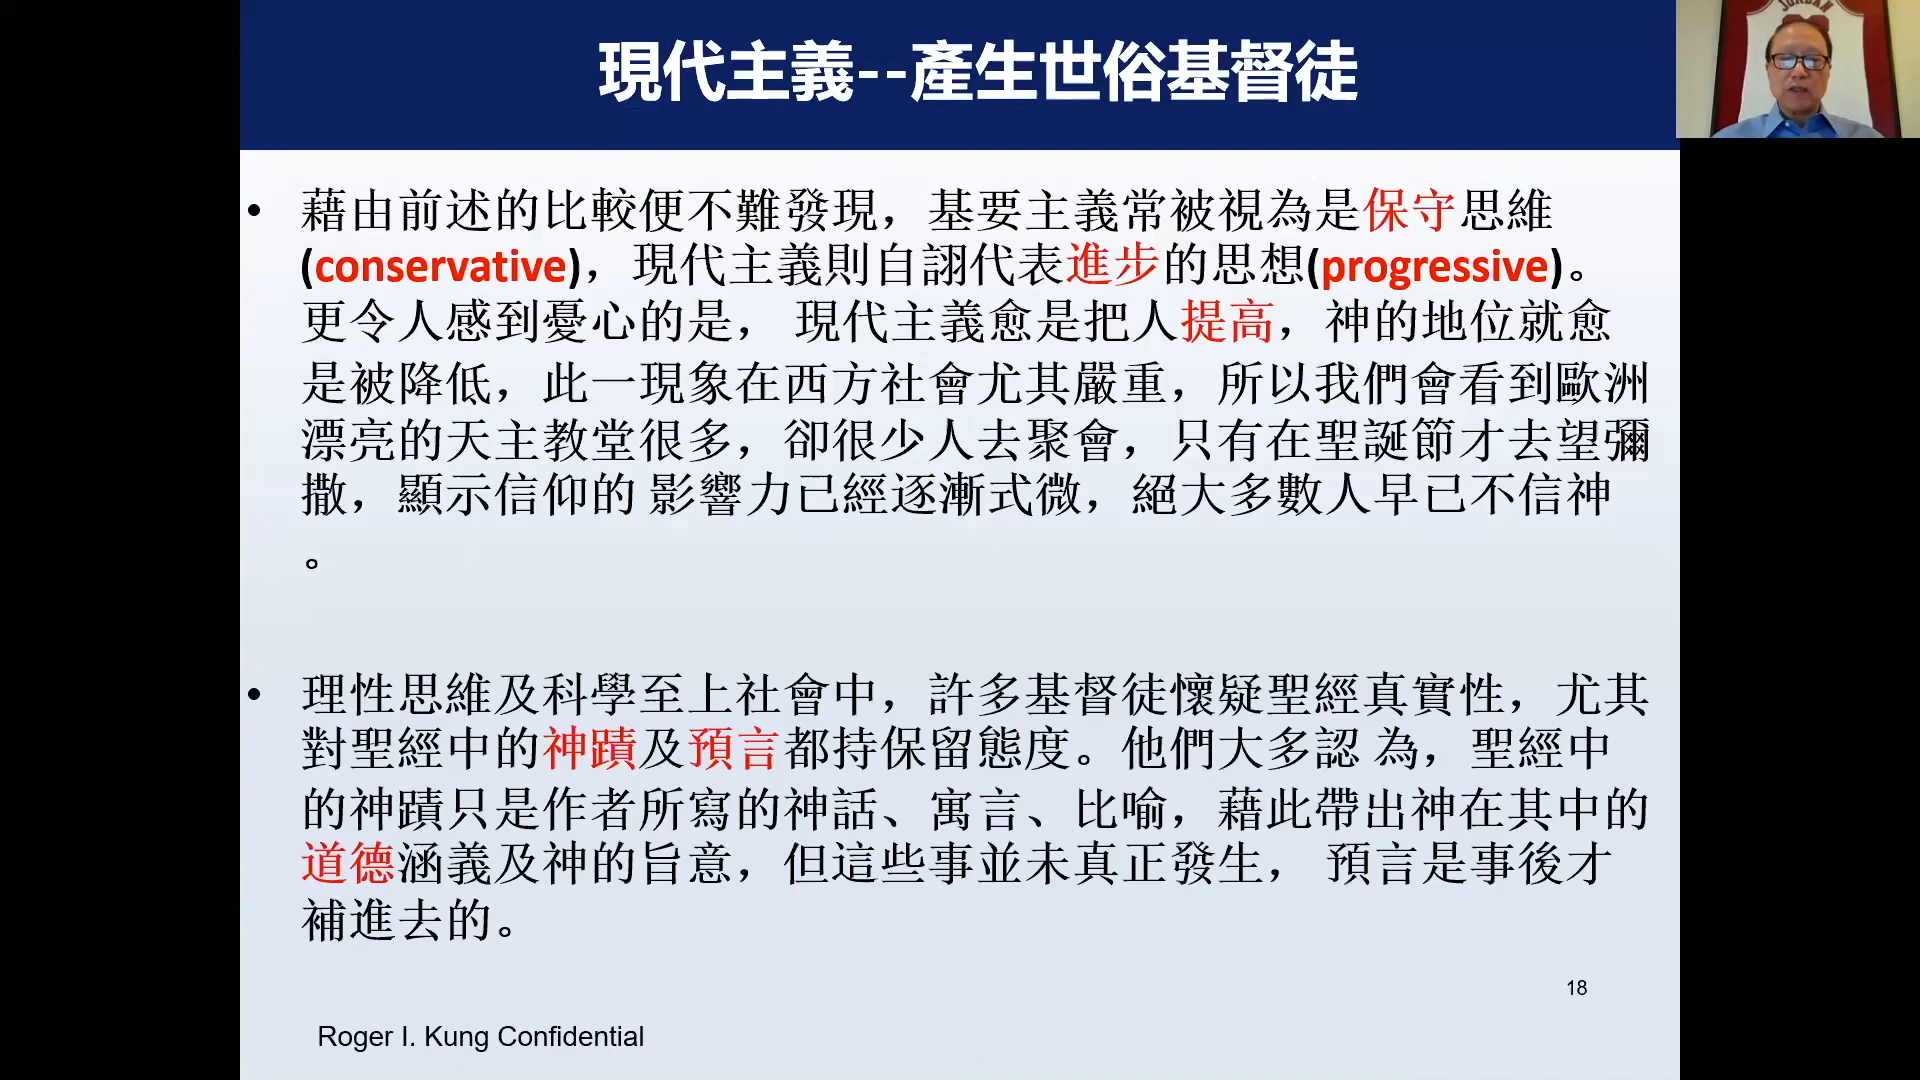 現代主義--產生世俗基督徒
JORDAN
• 藉由前述的比較便不難發現，基要主義常被視為是保守思維
(conservative)，現代主義則自詡代表進步的思想(progressive)。
更令人感到憂心的是， 現代主義愈是把人提高，神的地位就愈
是被降低，此一現象在西方社會尤其嚴重，所以我們會看到歐洲
漂亮的天主教堂很多，卻很少人去聚會，只有在聖誕節才去望彌
撒，顯示信仰的 影響力已經逐漸式微，絕大多數人早已不信神
。
• 理性思維及科學至上社會中，許多基督徒懷疑聖經真實性，尤其
對聖經中的神蹟及預言都持保留態度。他們大多認 為，聖經中
的神蹟只是作者所寫的神話、寓言、比喻，藉此帶出神在其中的
道德涵義及神的旨意，但這些事並未真正發生， 預言是事後才
補進去的。
18
Roger I. Kung Confidential